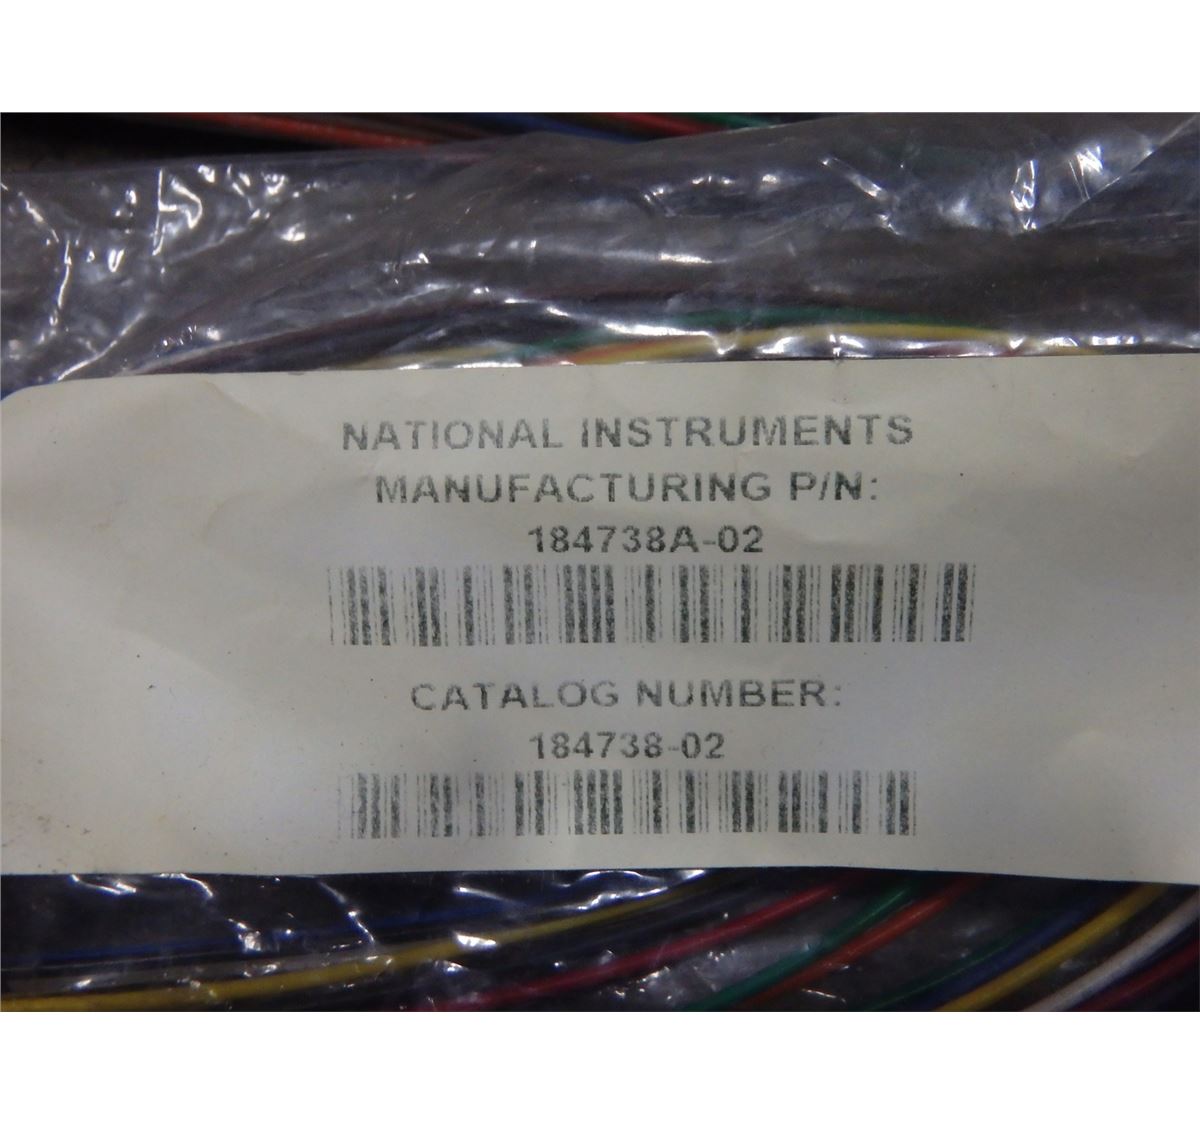 NATIONAL INSTRUMENTS
MANUFACTURING P/N:
184738A-02
CATALOG NUMBER:
184738-02